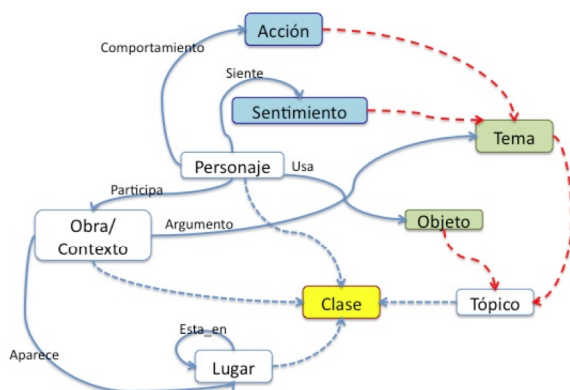 Acción
Comportamiento
Siente
Sentimiento
Tema
Personaje
Usa
Participa
Obra/
Contexto
Argumento
Objeto
Clase
Tópico
Esta_en
Aparece
Lugar